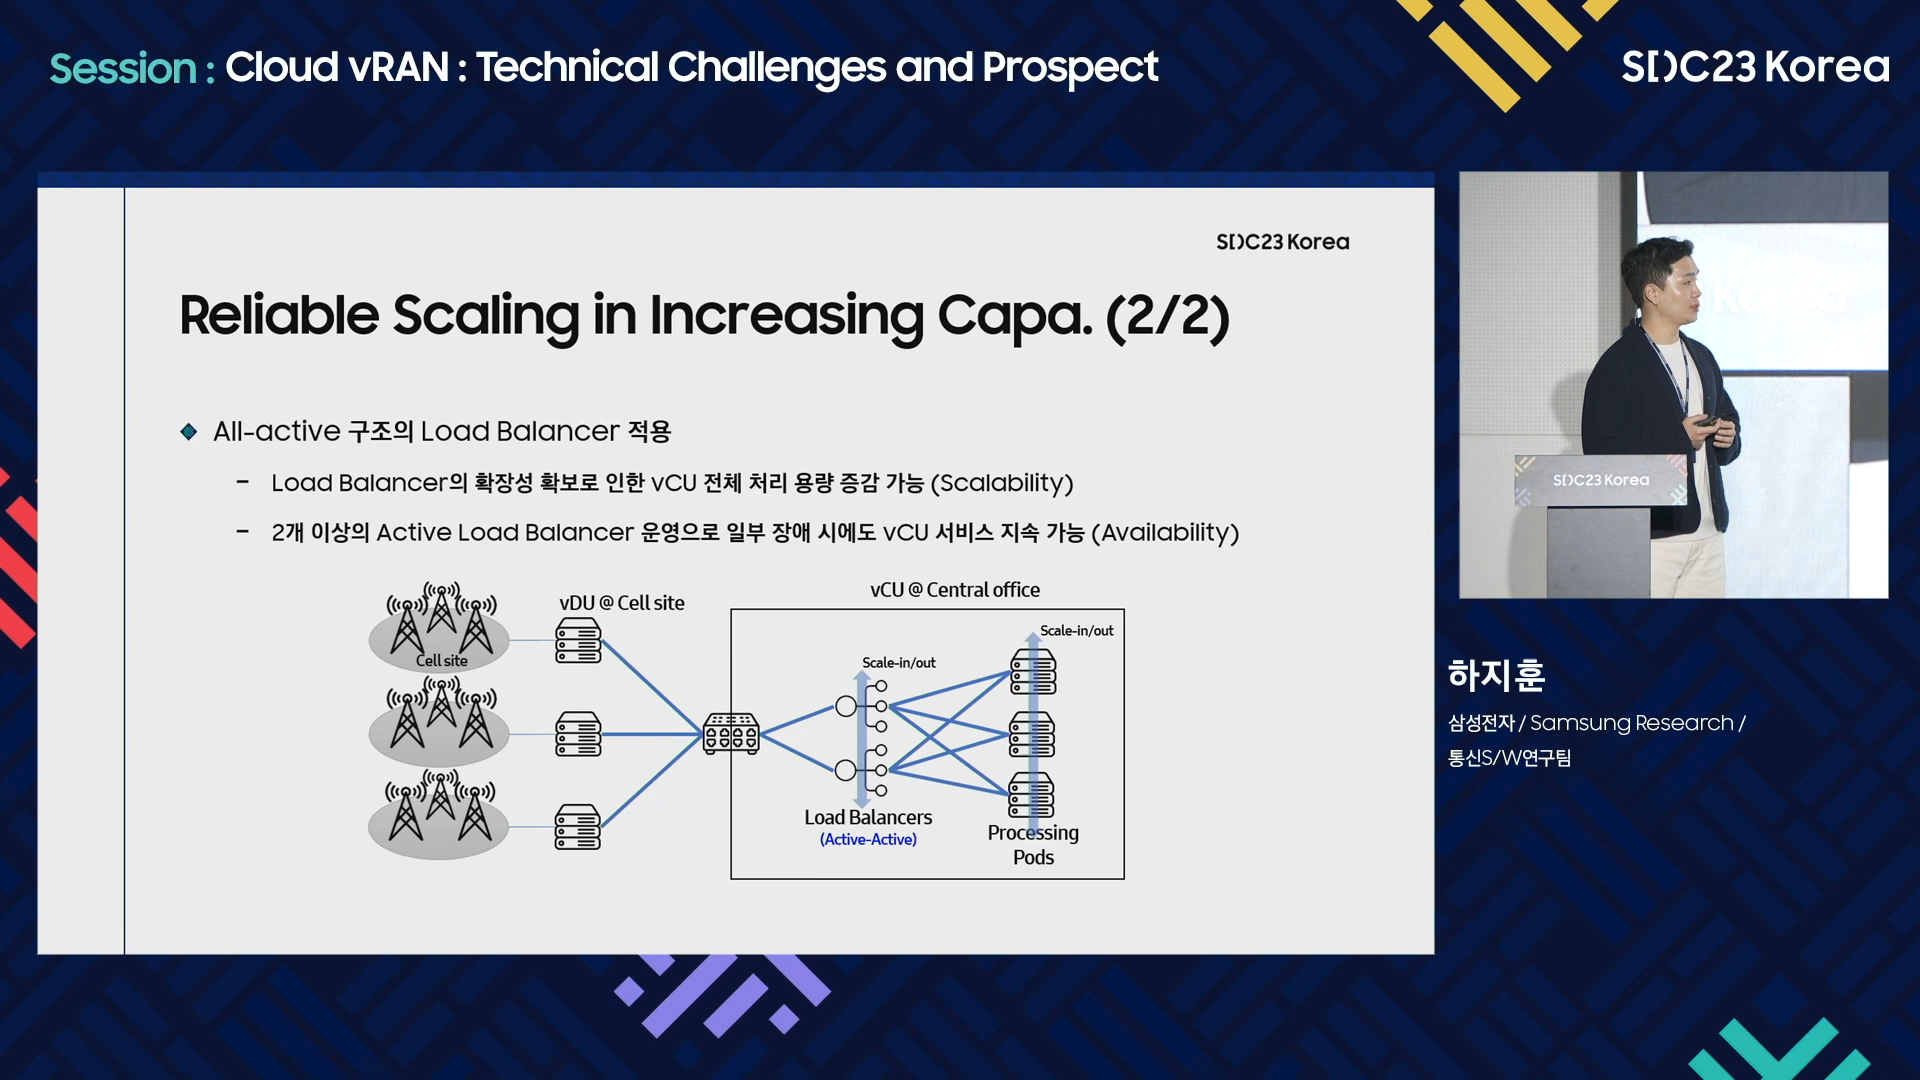 Session : Cloud vRAN : Technical Challenges and Prospect
SDC23 Korea
SDC23 Korea
Reliable Scaling in Increasing Capa. (2/2)
All-active 구조의 Load Balancer 적용
- Load Balancer의 확장성 확보로 인한 vCU 전체 처리 용량 증감 가능 (Scalability)
- 2개 이상의 Active Load Balancer 운영으로 일부 장애 시에도 vCU 서비스 지속 가능 (Availability)
vCU @ Central office
vDU @ Cell site
Scale-in/out
Cell site
Scale-in/out
Load Balancers
(Active-Active)
Processing
Pods
SDC23 Korea
하지훈
삼성전자 / Samsung Research /
통신S/W연구팀